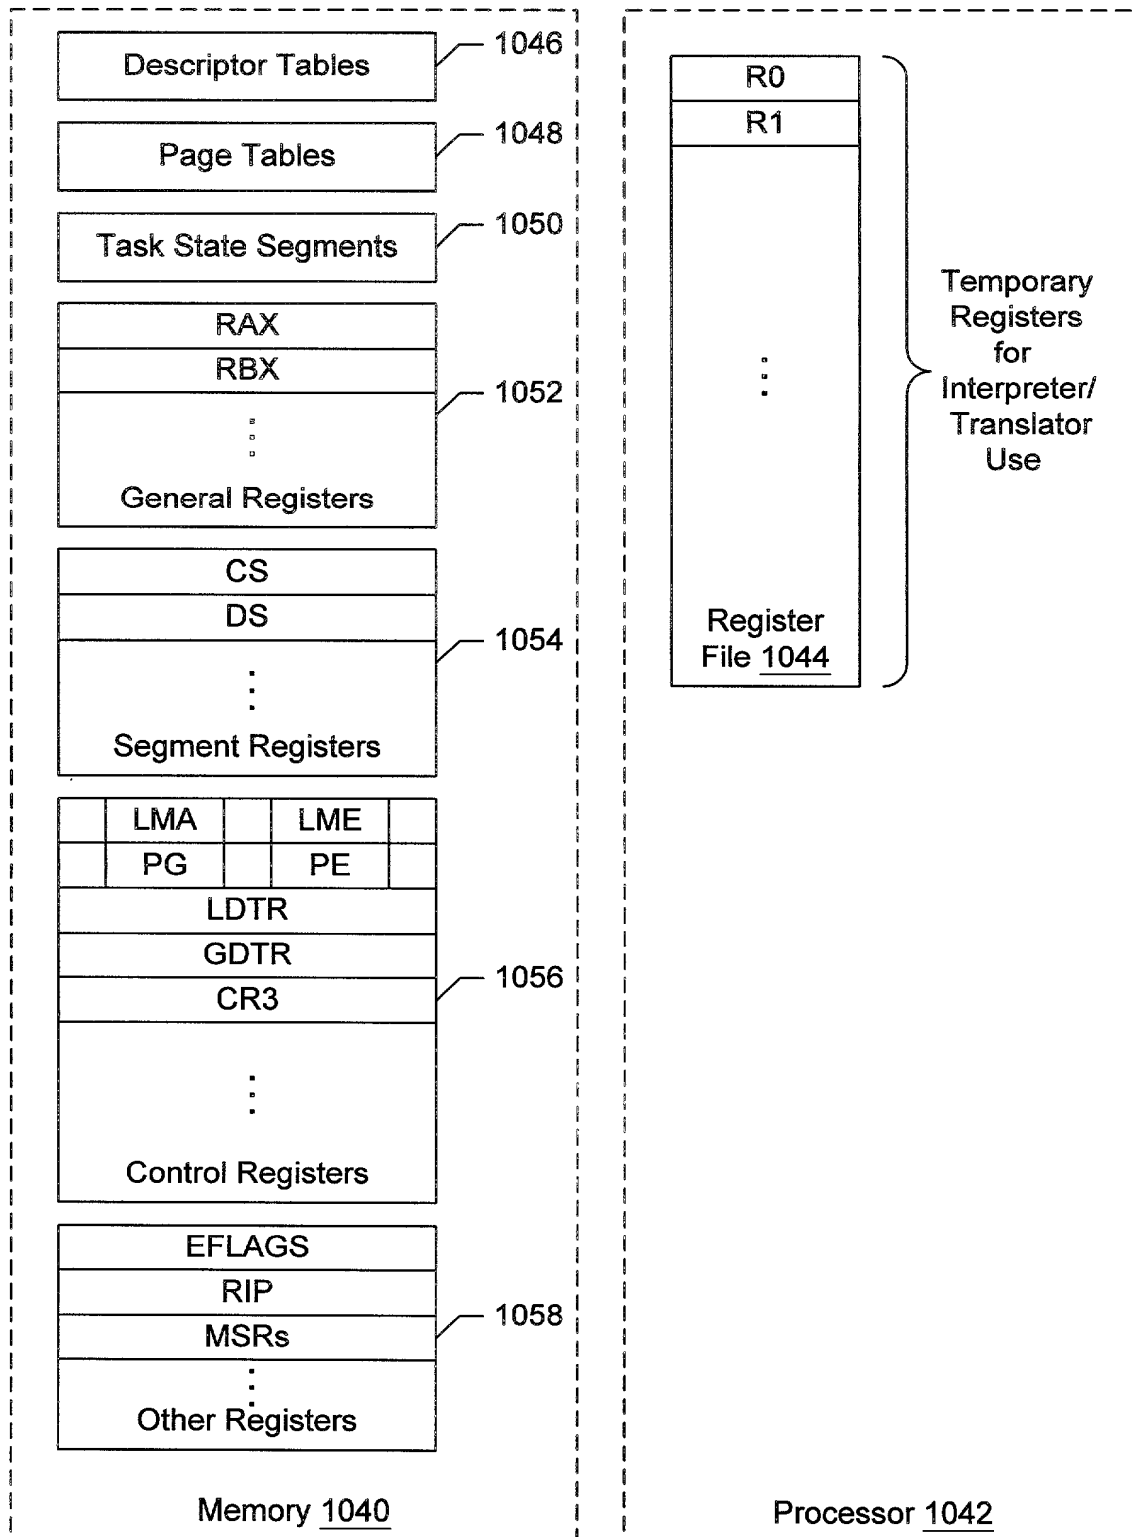 Descriptor Tables
1046
Page Tables
1048
Task State Segments
1050
RAX
RBX
1052
General Registers
CS
DS
1054
Segment Registers
LMA LME
PG PE
LDTR
GDTR
1056
CR3
Control Registers
EFLAGS
RIP
1058
MSRs
Other Registers
Memory 1040
R0
R1
Temporary
Registers
for
Interpreter/
Translator
Use
Register
File 1044
Processor 1042